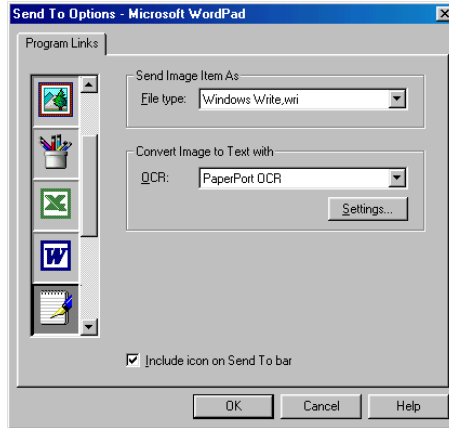 Send To Options - Microsoft WordPad
Program Links
Send Image Item As
File type: Windows Write,wri
Convert Image to Text with
OCR: PaperPort OCR
Settings...
W
Include icon on Send To bar
OK Cancel Help